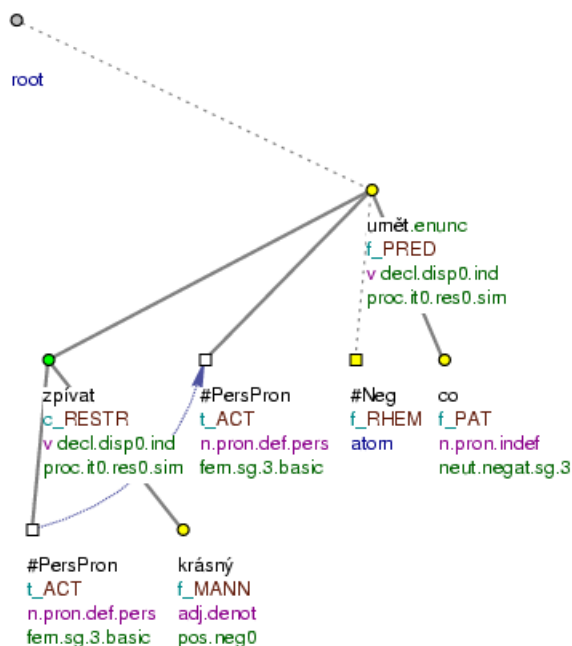 root
umět.enunc
f_PRED
v decl.disp0.ind
proc.it0.res0.sim
zpívat
c_RESTR
v decl.disp0.ind
proc.it0.res0.sim
#PersPron
t_ACT
n.pron.def.pers
fem.sg.3.basic
#Neg
f_RHEM
atom
co
f_PAT
n.pron.indef
neut.negat.sg.3
#PersPron
t_ACT
n.pron.def.pers
fem.sg.3.basic
krásný
f_MANN
adj.denot
pos.neg0